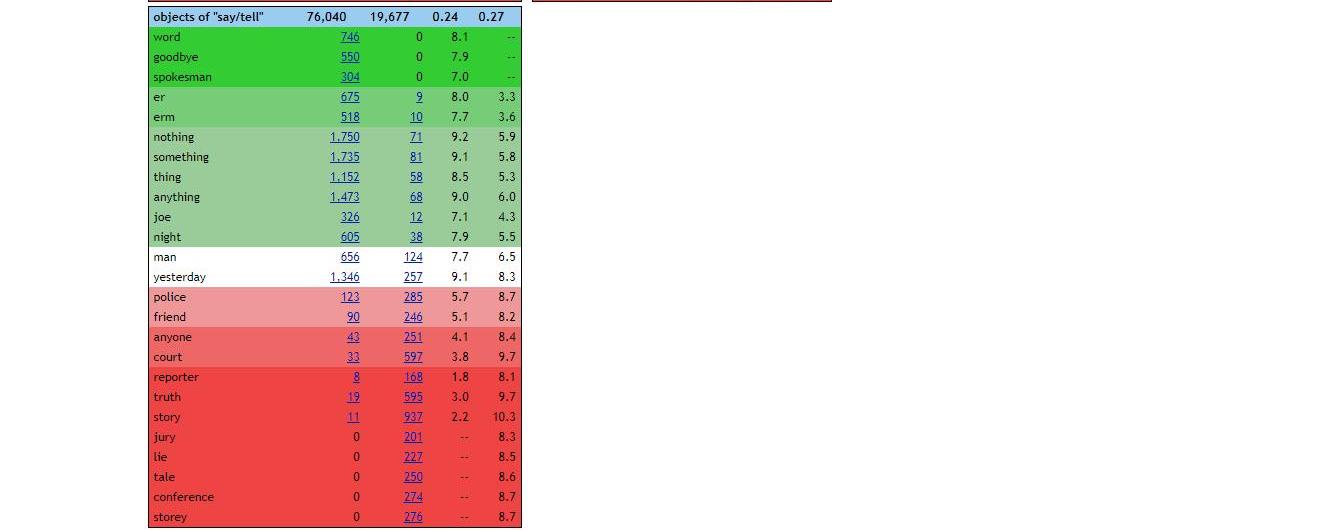 objects of "say/tell" 76,040 19,677 0.24 0.27
word 746 0 8.1 --
goodbye 550 0 7.9 --
spokesman 304 0 7.0 --
er 675 9 8.0 3.3
erm 518 10 7.7 3.6
nothing 1,750 71 9.2 5.9
something 1,735 81 9.1 5.8
thing 1,152 58 8.5 5.3
anything 1,473 68 9.0 6.0
joe 326 12 7.1 4.3
night 605 38 7.9 5.5
man 656 124 7.7 6.5
yesterday 1,346 257 9.1 8.3
police 123 285 5.7 8.7
friend 90 246 5.1 8.2
anyone 43 251 4.1 8.4
court 33 597 3.8 9.7
reporter 8 168 1.8 8.1
truth 19 595 3.0 9.7
story 11 937 2.2 10.3
jury 0 201 -- 8.3
lie 0 227 -- 8.5
tale 0 250 -- 8.6
conference 0 274 -- 8.7
storey 0 276 -- 8.7